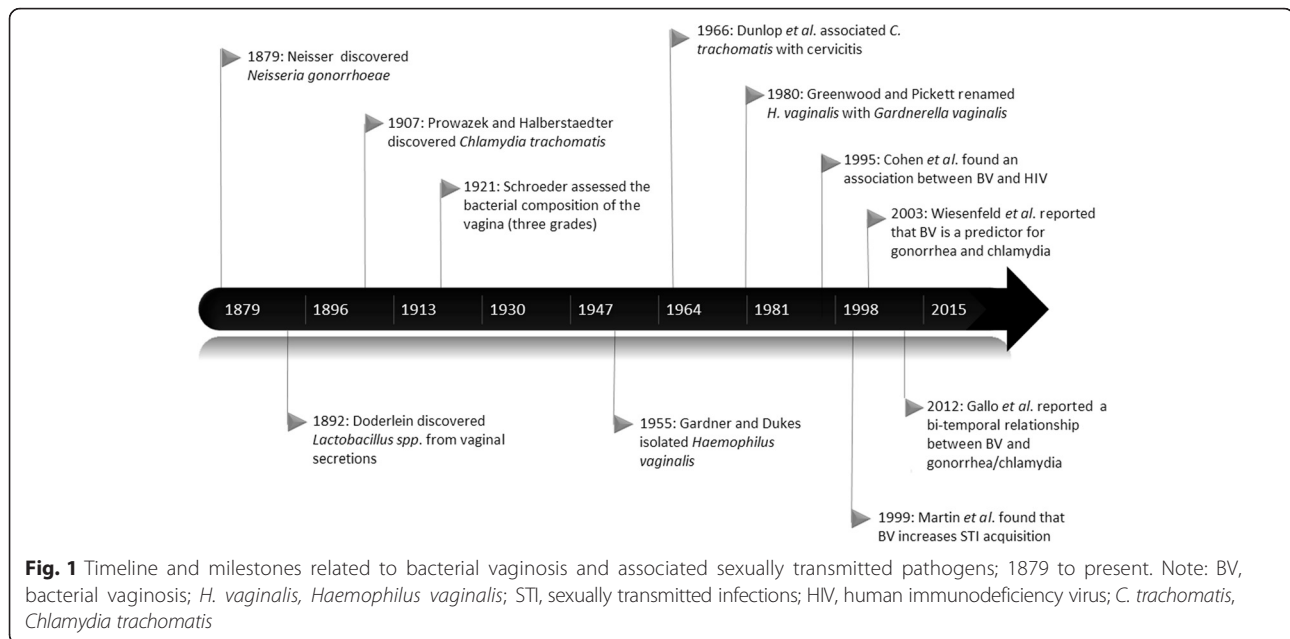 1966: Dunlop et al. associated C.
trachomatis with cervicitis
1879: Neisser discovered
Neisseria gonorrhoeae
1980: Greenwood and Pickett renamed
H. vaginalis with Gardnerella vaginalis
1907: Prowazek and Halberstaedter
discovered Chlamydia trachomatis
1995: Cohen et al. found an
association between BV and HIV
1921: Schroeder assessed the
bacterial composition of the
vagina (three grades)
2003: Wiesenfeld et al. reported
that BV is a predictor for
gonorrhea and chlamydia
1879 1896 1913 1930 1947 1964 1981 1998 2015
1892: Doderlein discovered
Lactobacillus spp. from vaginal
secretions
1955: Gardner and Dukes
isolated Haemophilus
vaginalis
2012: Gallo et al. reported a
bi-temporal relationship
between BV and
gonorrhea/chlamydia
1999: Martin et al. found that
BV increases STI acquisition
Fig. 1 Timeline and milestones related to bacterial vaginosis and associated sexually transmitted pathogens; 1879 to present. Note: BV,
bacterial vaginosis; H. vaginalis, Haemophilus vaginalis; STI, sexually transmitted infections; HIV, human immunodeficiency virus; C. trachomatis,
Chlamydia trachomatis